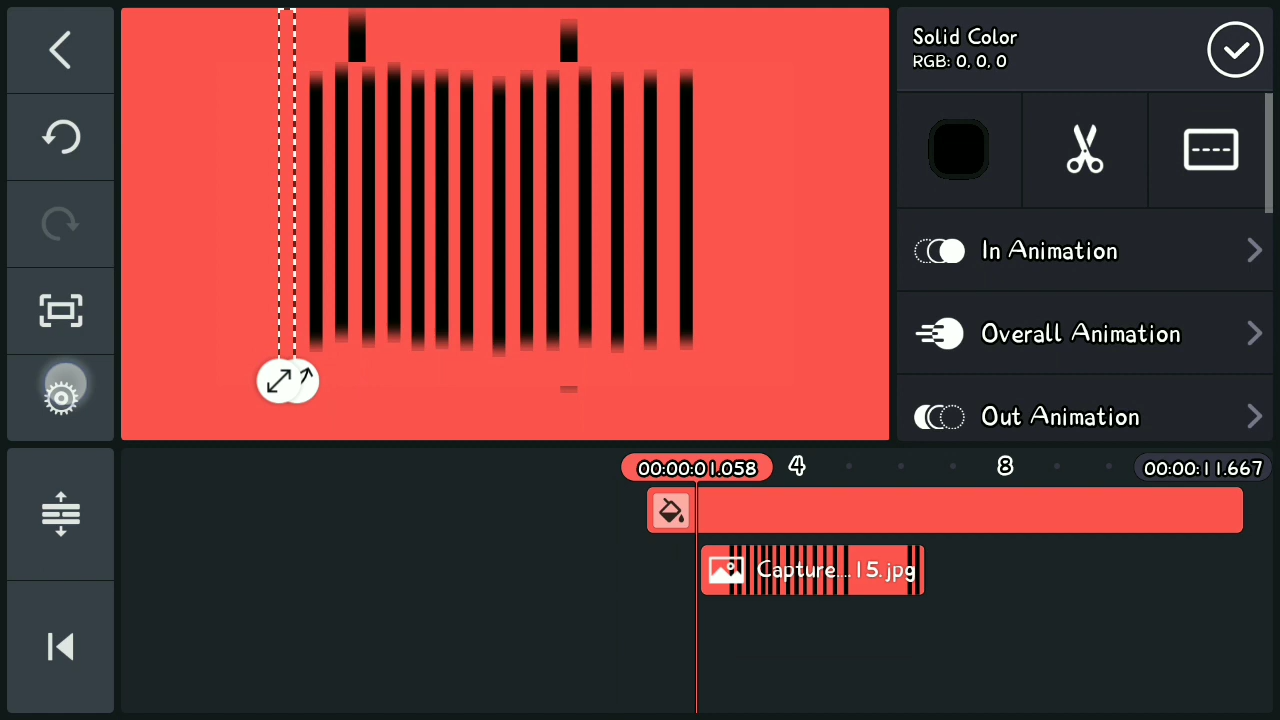 Solid Color
RGB: 0, 0, 0
In Animation
Overall Animation
Out Animation
00:00:01.058
4
8
00:00:11.667
Capture...15.jpg